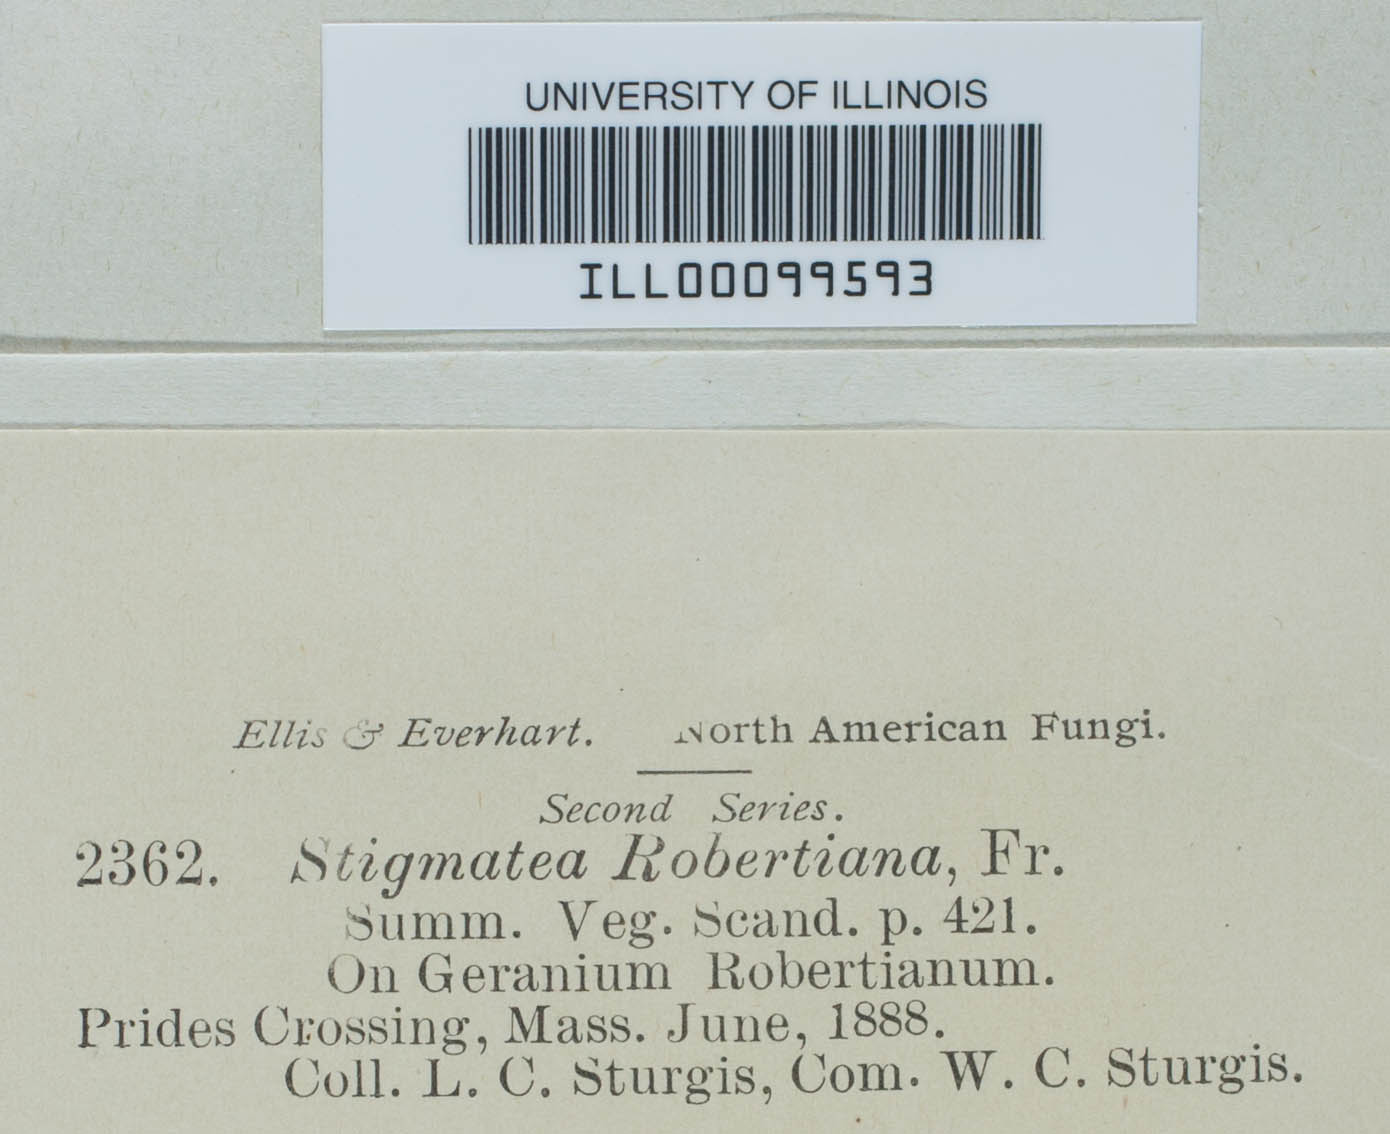 UNIVERSITY OF ILLINOIS
ILL00099593
Ellis & Everhart. North American Fungi.
Second Series.
2362. Stigmatea Robertiana, Fr.
Summ. Veg. Scand. p. 421.
On Geranium Robertianum.
Prides Crossing, Mass. June, 1888.
Coll. L. C. Sturgis, Com. W. C. Sturgis.